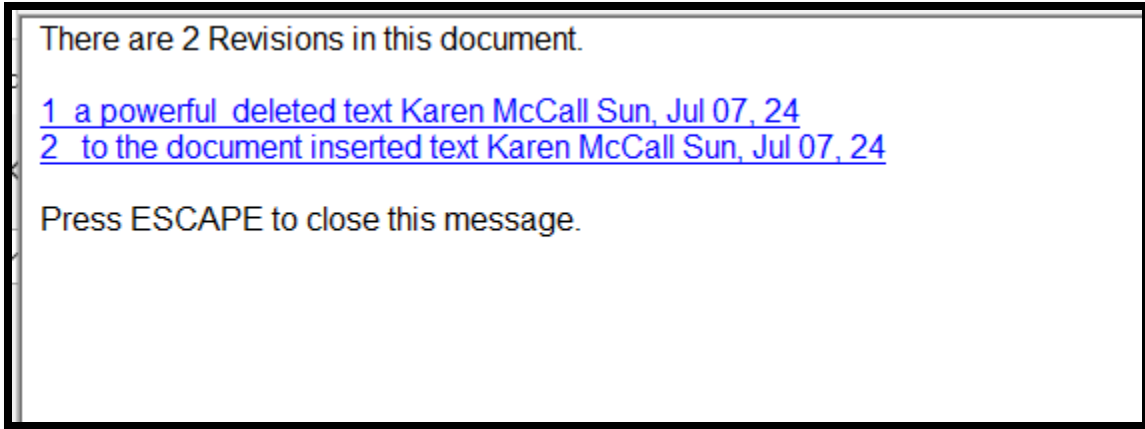 There are 2 Revisions in this document.
1  a powerful  deleted text Karen McCall Sun, Jul 07, 24
2   to the document inserted text Karen McCall Sun, Jul 07, 24
Press ESCAPE to close this message.